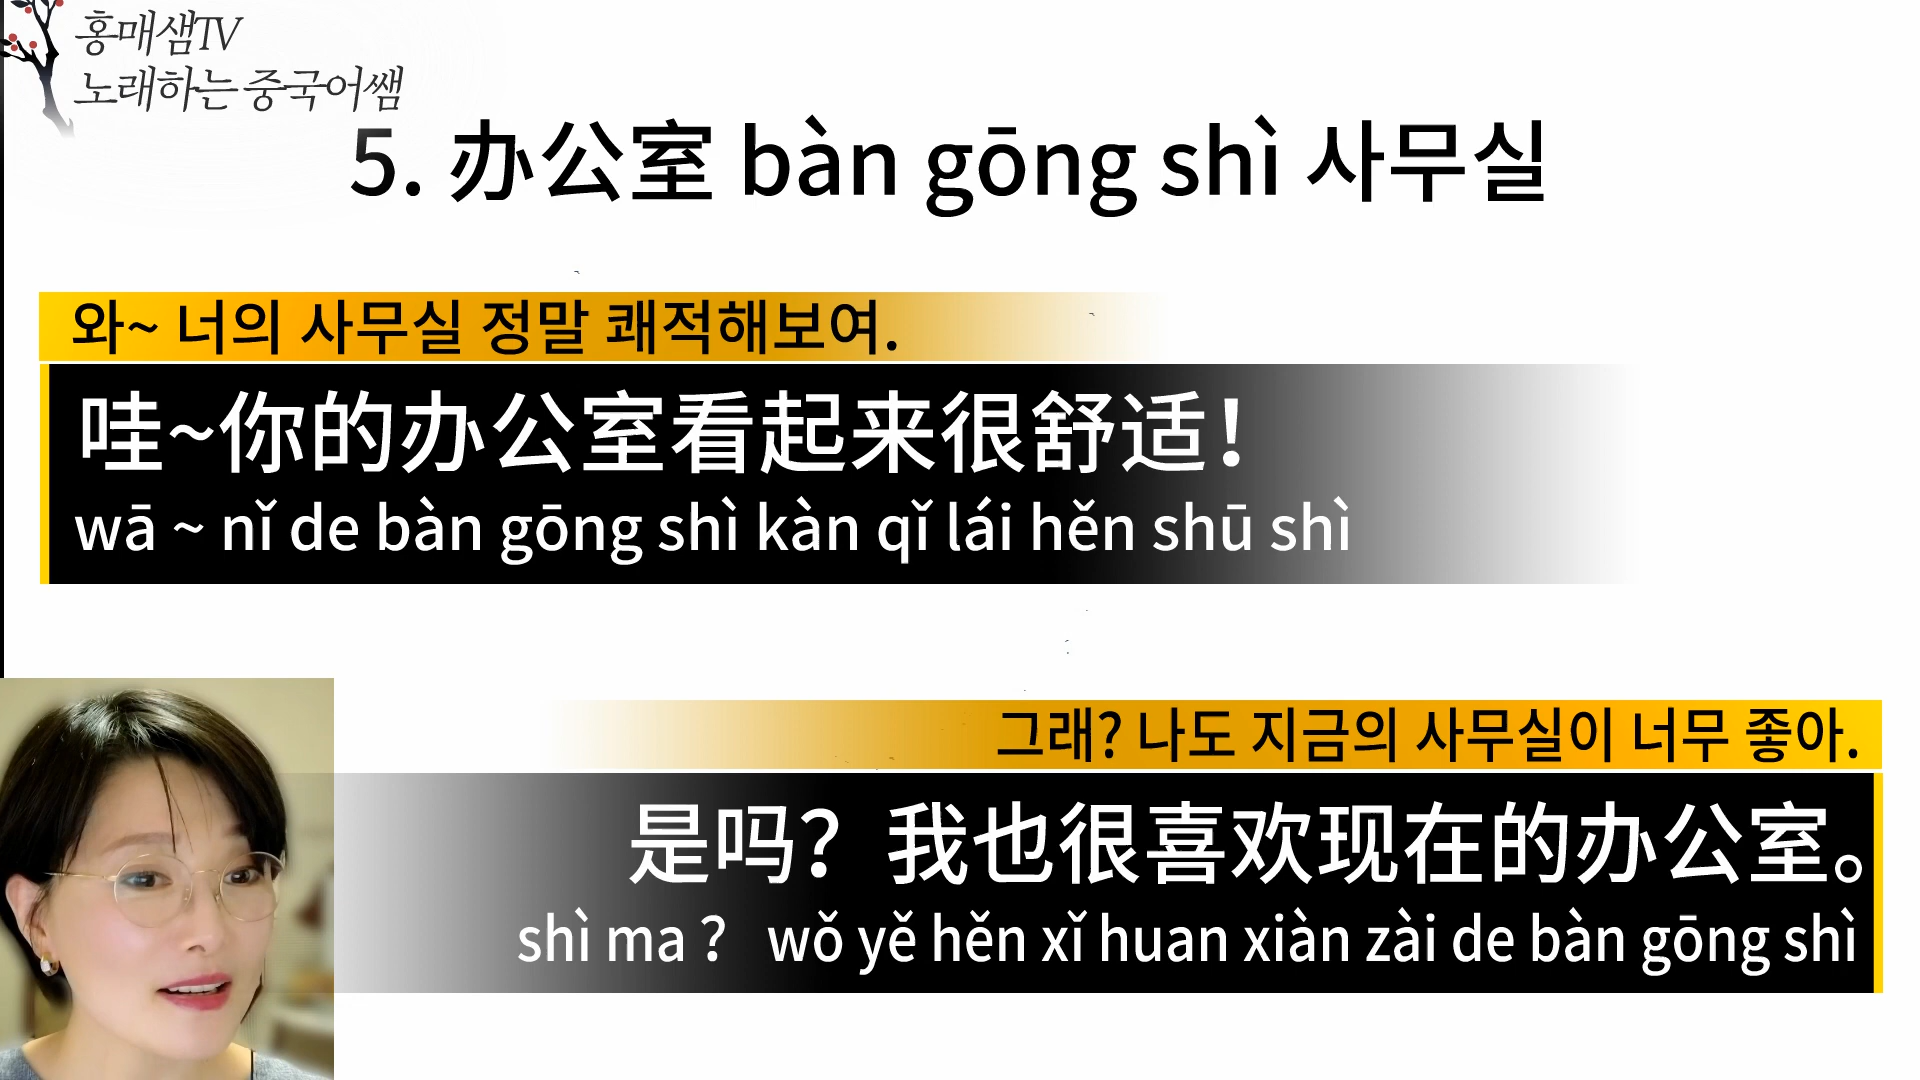 홍매샘TV
노래하는 중국어쌤
5. 办公室 bàn gōng shì 사무실
와~ 너의 사무실 정말 쾌적해보여.
哇~你的办公室看起来很舒适！
wā ~ nǐ de bàn gōng shì kàn qǐ lái hěn shū shì
그래? 나도 지금의 사무실이 너무 좋아.
是吗？我也很喜欢现在的办公室。
shì ma ? wǒ yě hěn xǐ huan xiàn zài de bàn gōng shì